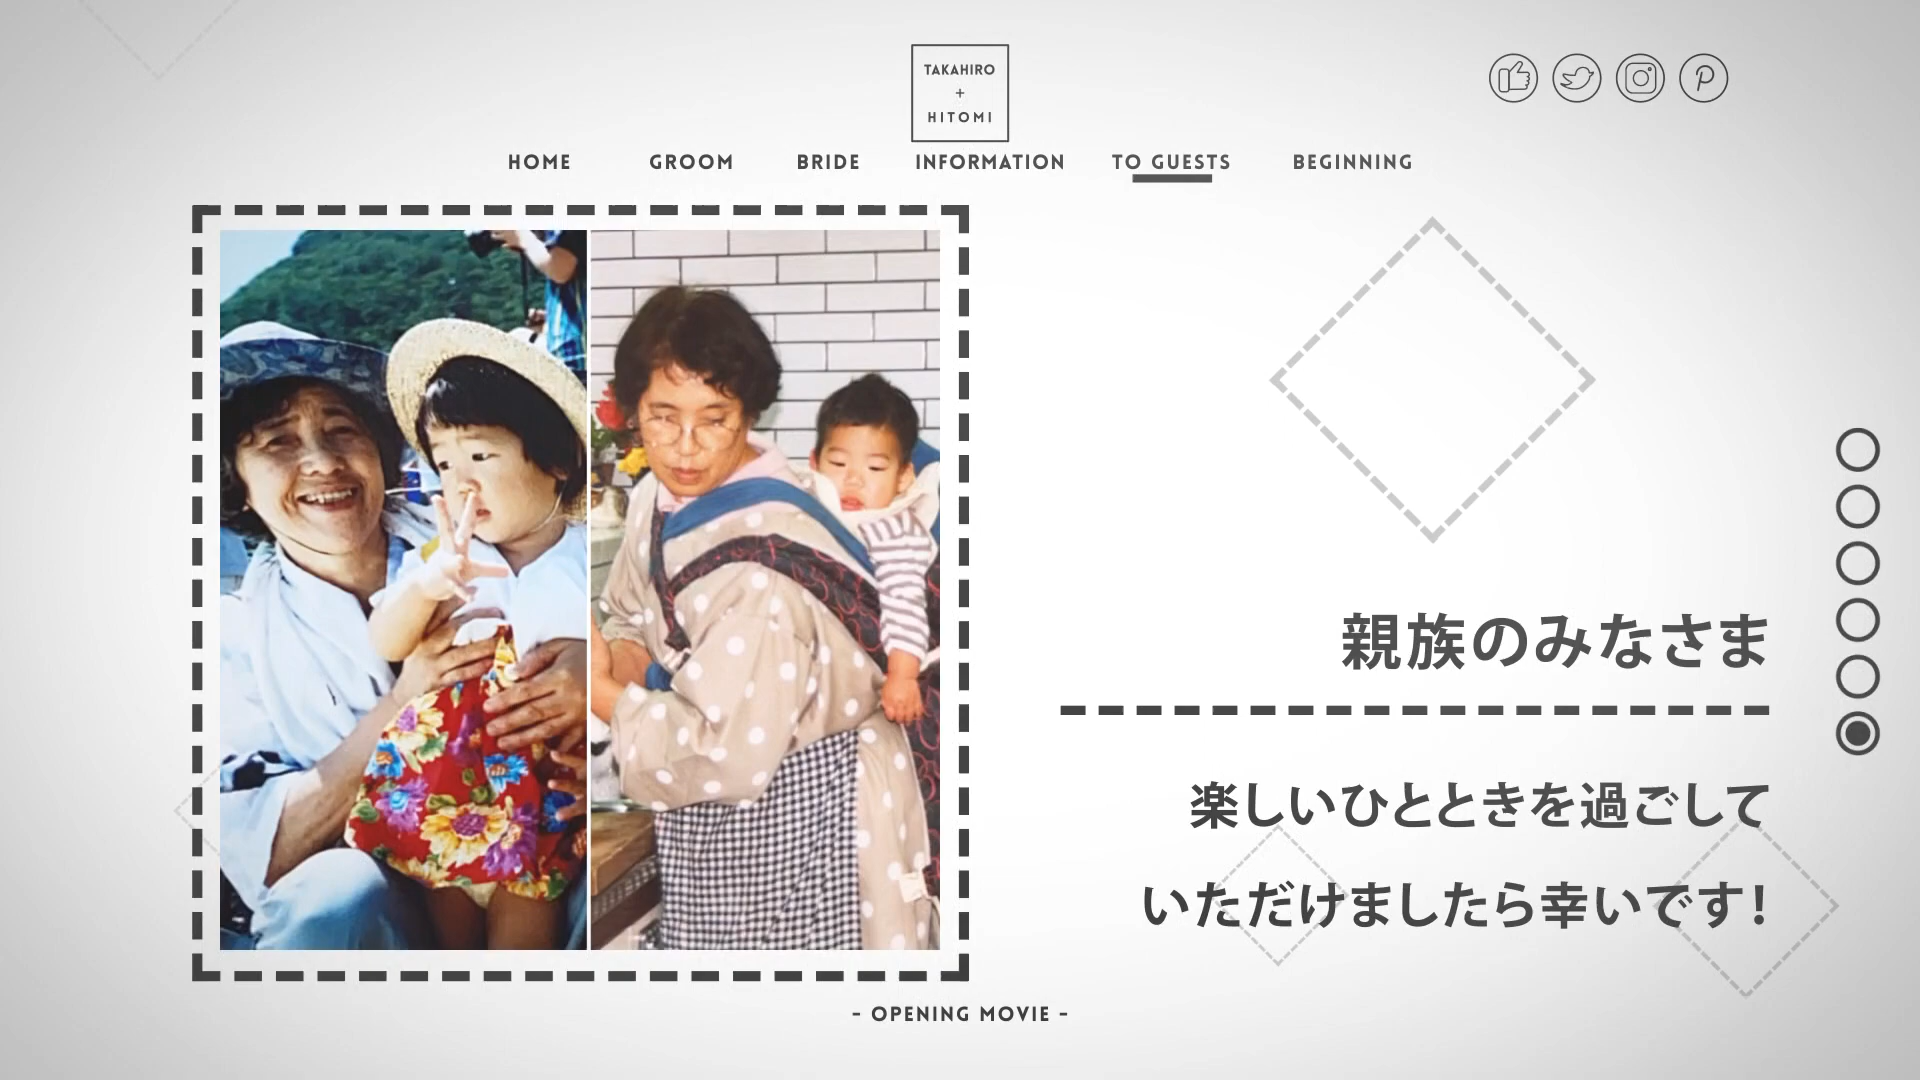 TAKAHIRO
+
HITOMI
HOME GROOM BRIDE INFORMATION TO GUESTS BEGINNING
親族のみなさま
楽しいひとときを過ごして
いただけましたら幸いです!
- OPENING MOVIE -